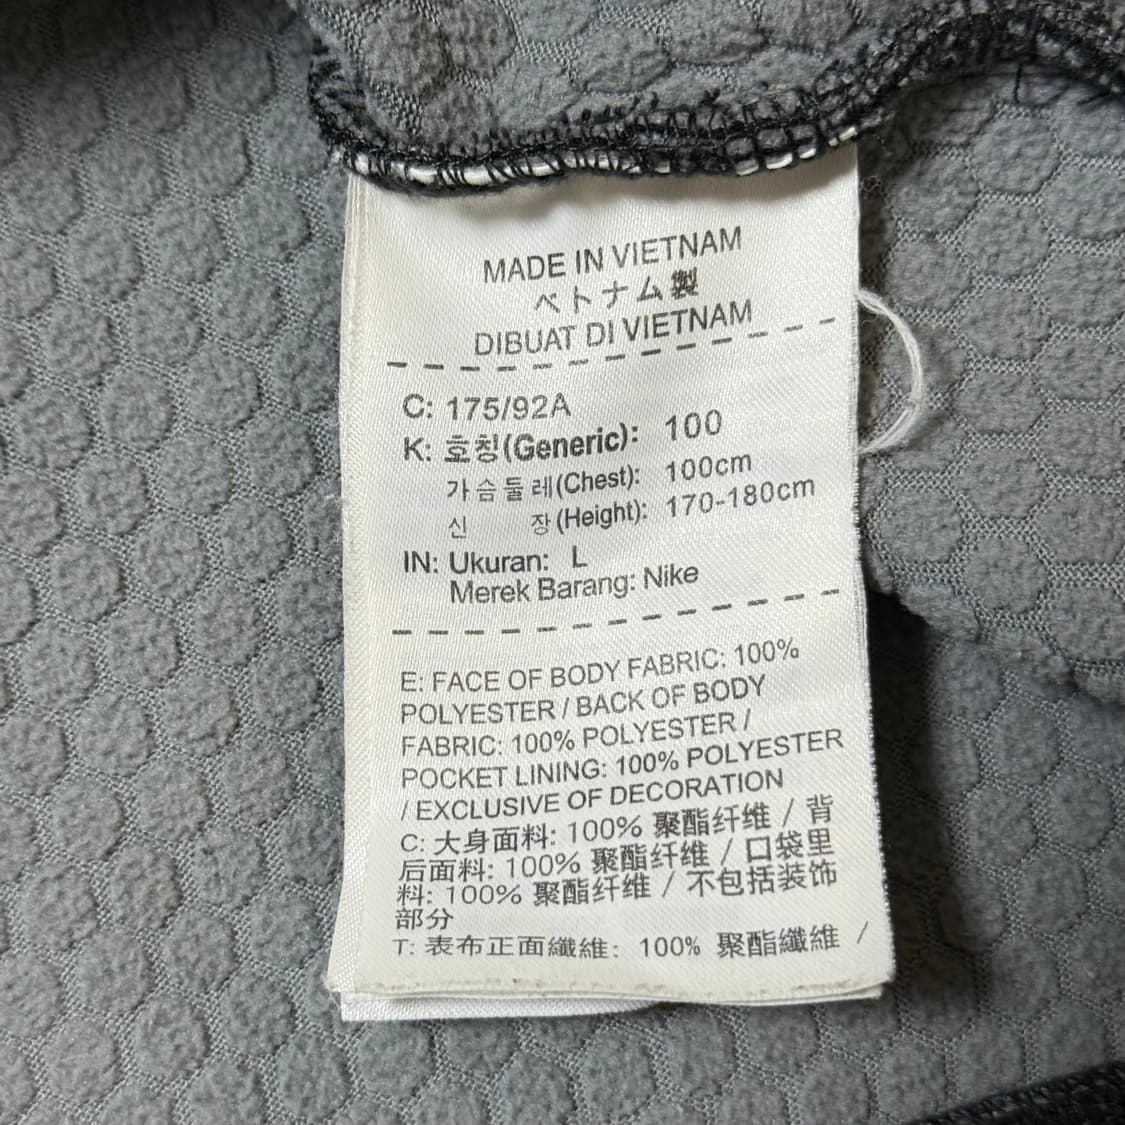 MADE IN VIETNAM
ベトナム製
DIBUAT DI VIETNAM
C: 175/92A
K: 호칭(Generic): 100
가슴둘레(Chest): 100cm
신 장(Height): 170-180cm
IN: Ukuran: L
Merek Barang: Nike
E: FACE OF BODY FABRIC: 100%
POLYESTER / BACK OF BODY
FABRIC: 100% POLYESTER /
POCKET LINING: 100% POLYESTER
/ EXCLUSIVE OF DECORATION
C: 大身面料: 100% 聚酯纤维 / 背
后面料: 100% 聚酯纤维 / 口袋里
料: 100% 聚酯纤维 / 不包括装饰
部分
T: 表布正面纖維: 100% 聚酯纖維 /